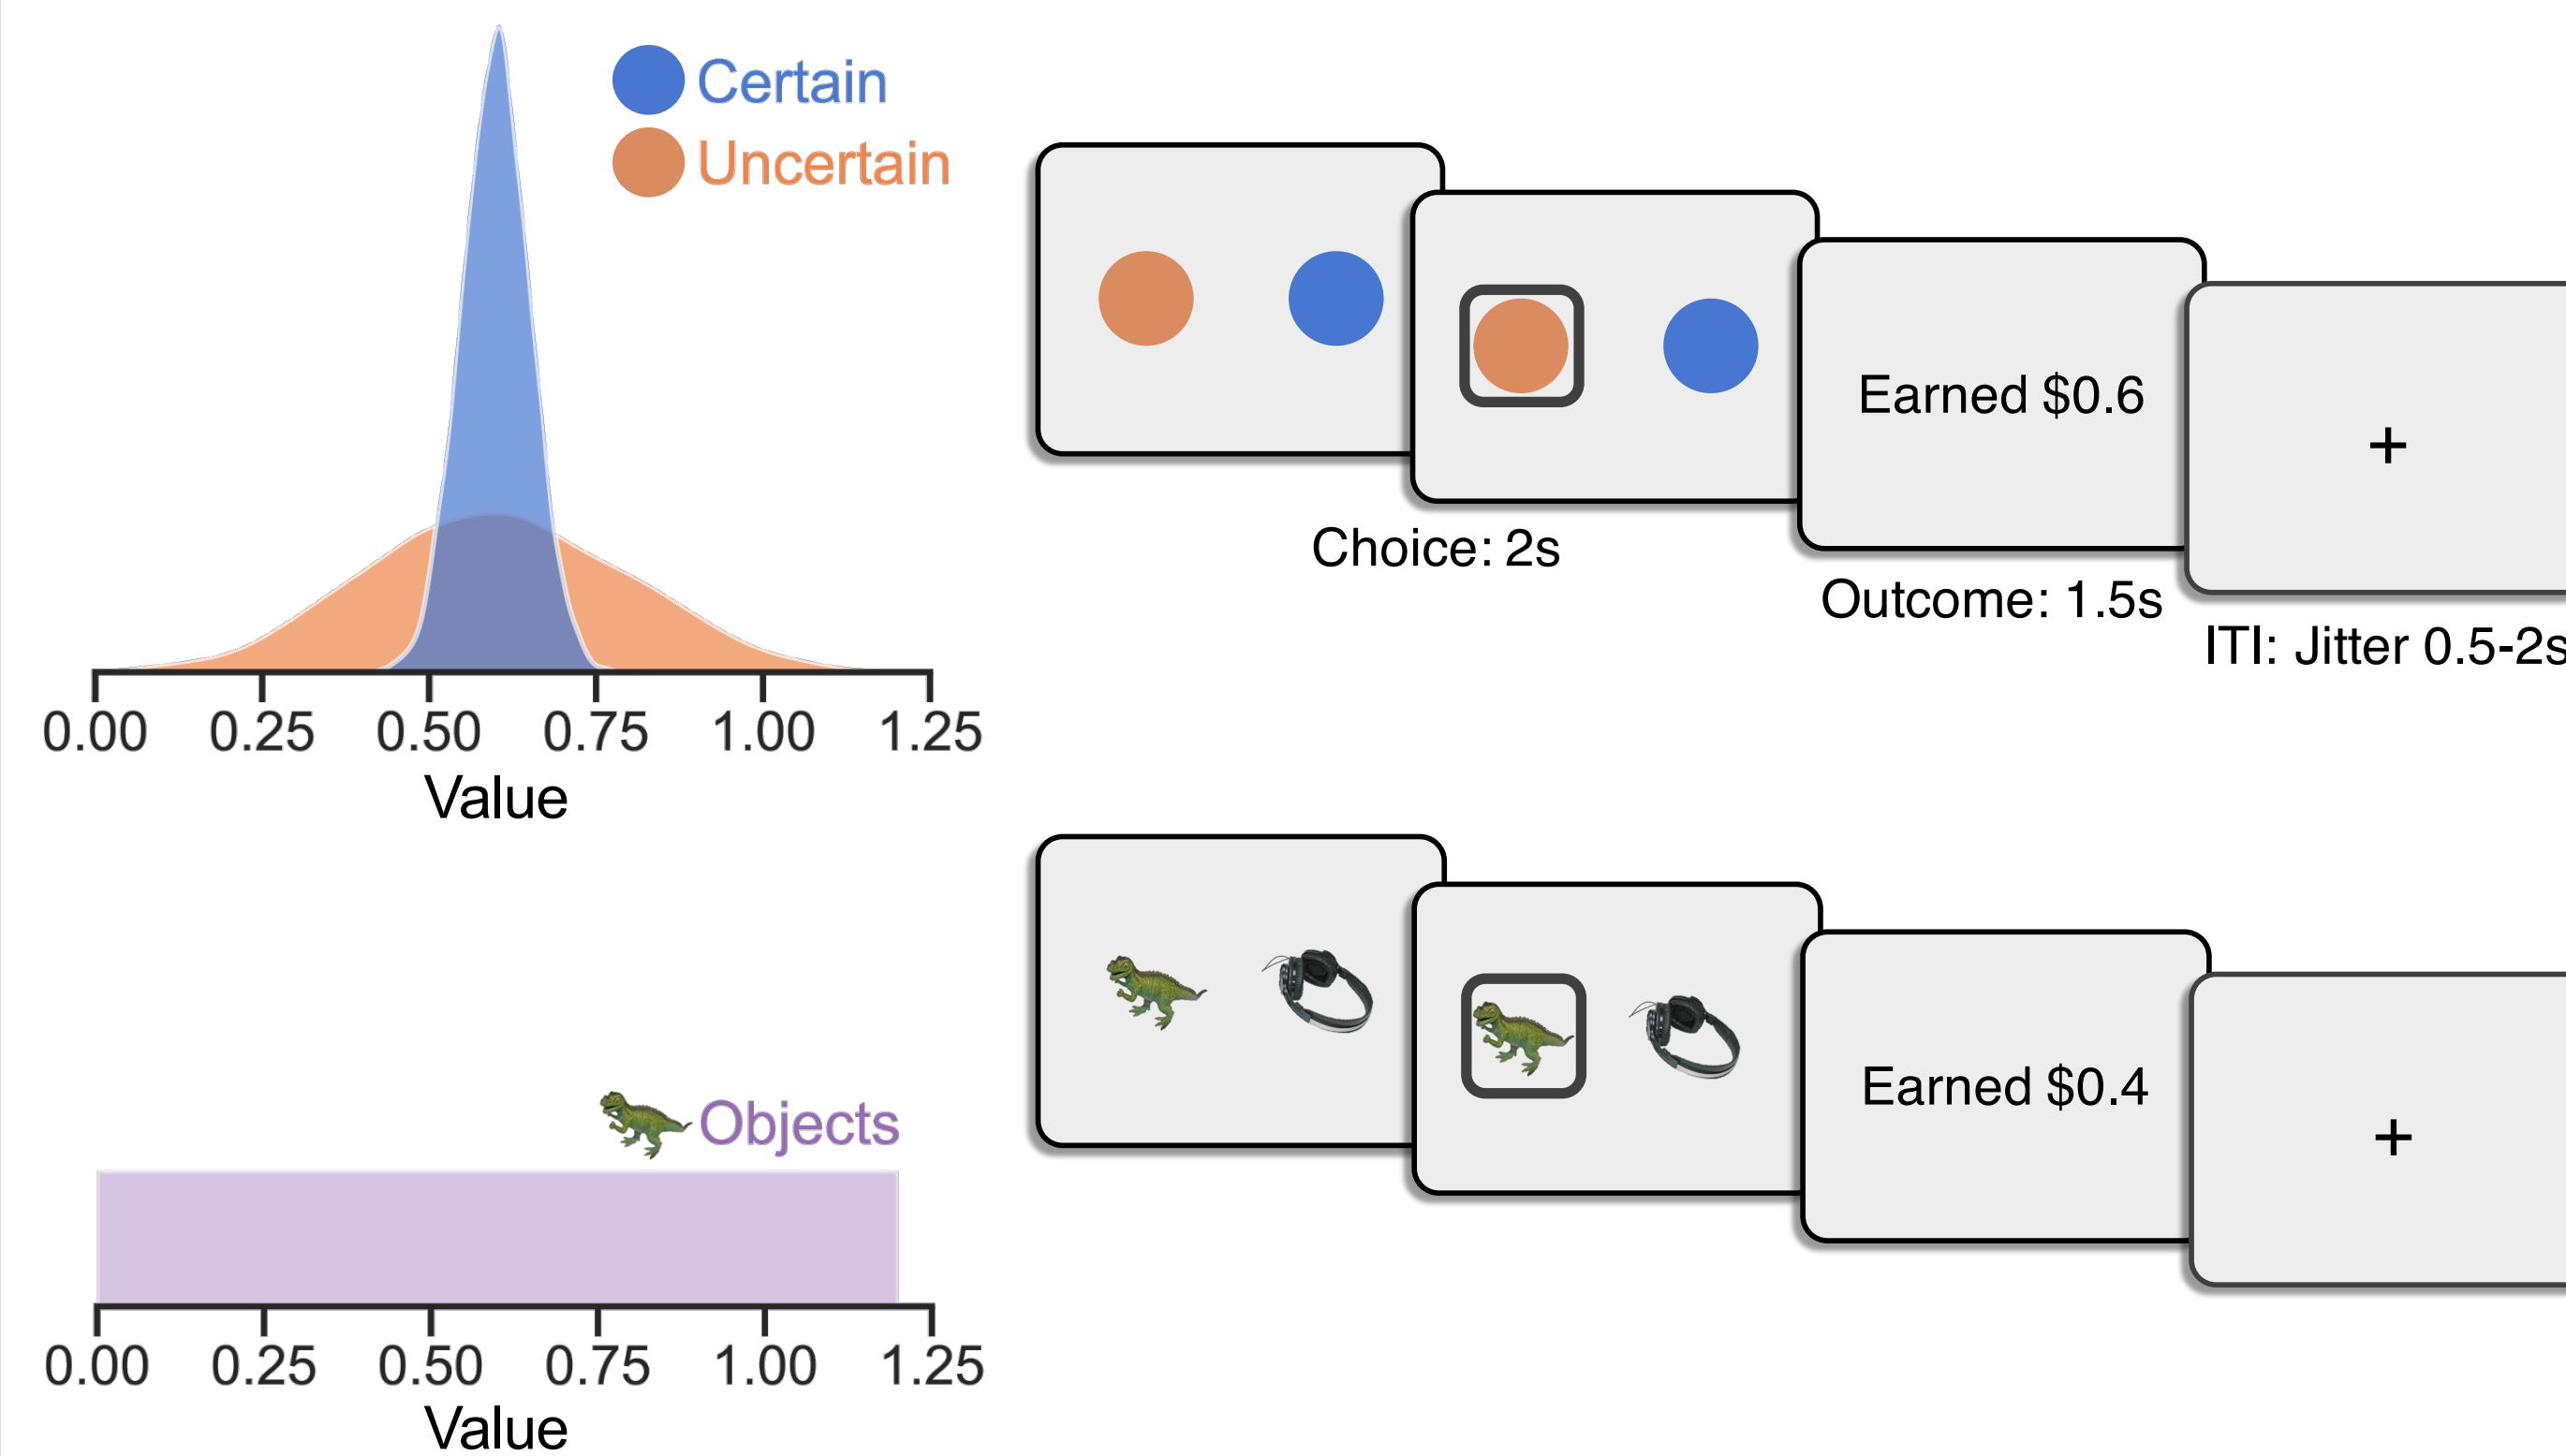 Certain
Uncertain
0.00 0.25 0.50 0.75 1.00 1.25
Value
Earned $0.6
+
Choice: 2s
Outcome: 1.5s
ITI: Jitter 0.5-2s
Objects
0.00 0.25 0.50 0.75 1.00 1.25
Value
Earned $0.4
+